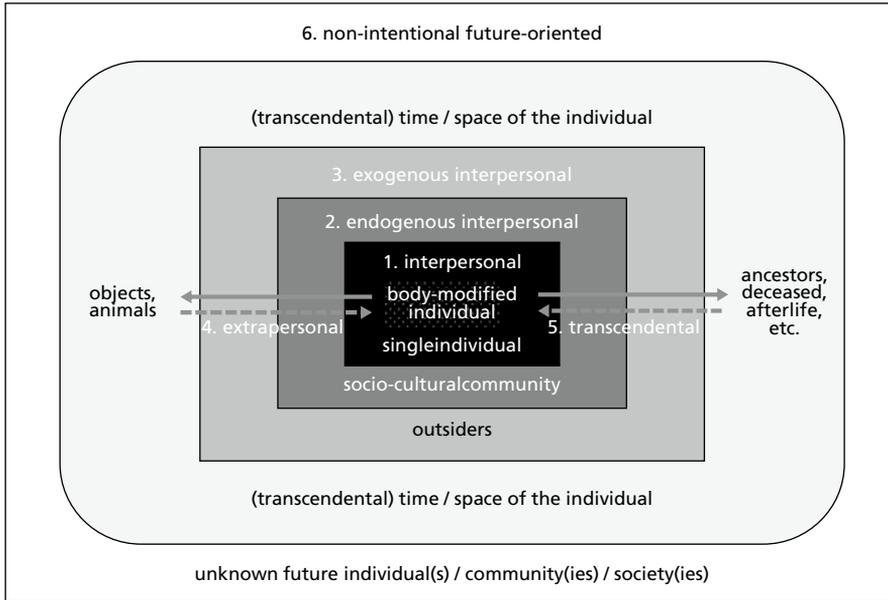 6. non-intentional future-oriented
(transcendental) time / space of the individual
3. exogenous interpersonal
2. endogenous interpersonal
1. interpersonal
objects,
animals
body-modified
individual
ancestors,
deceased,
afterlife,
etc.
4. extrapersonal
5. transcendental
singleindividual
socio-culturalcommunity
outsiders
(transcendental) time / space of the individual
unknown future individual(s) / community(ies) / society(ies)